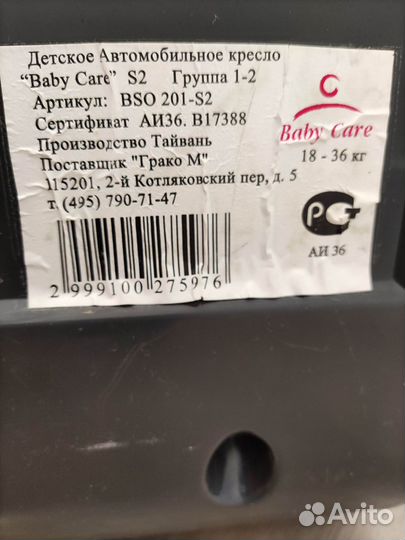 Детское Автомобильное кресло
“Baby Care” S2 Группа 1-2
Артикул: BSO 201-S2
Сертификат АИ36. В17388
Производство Тайвань
Поставщик "Грако М"
115201, 2-й Котляковский пер, д. 5
т. (495) 790-71-47
2 999100 275976
Baby Care
18 - 36 кг
РСТ
АИ 36
Avito